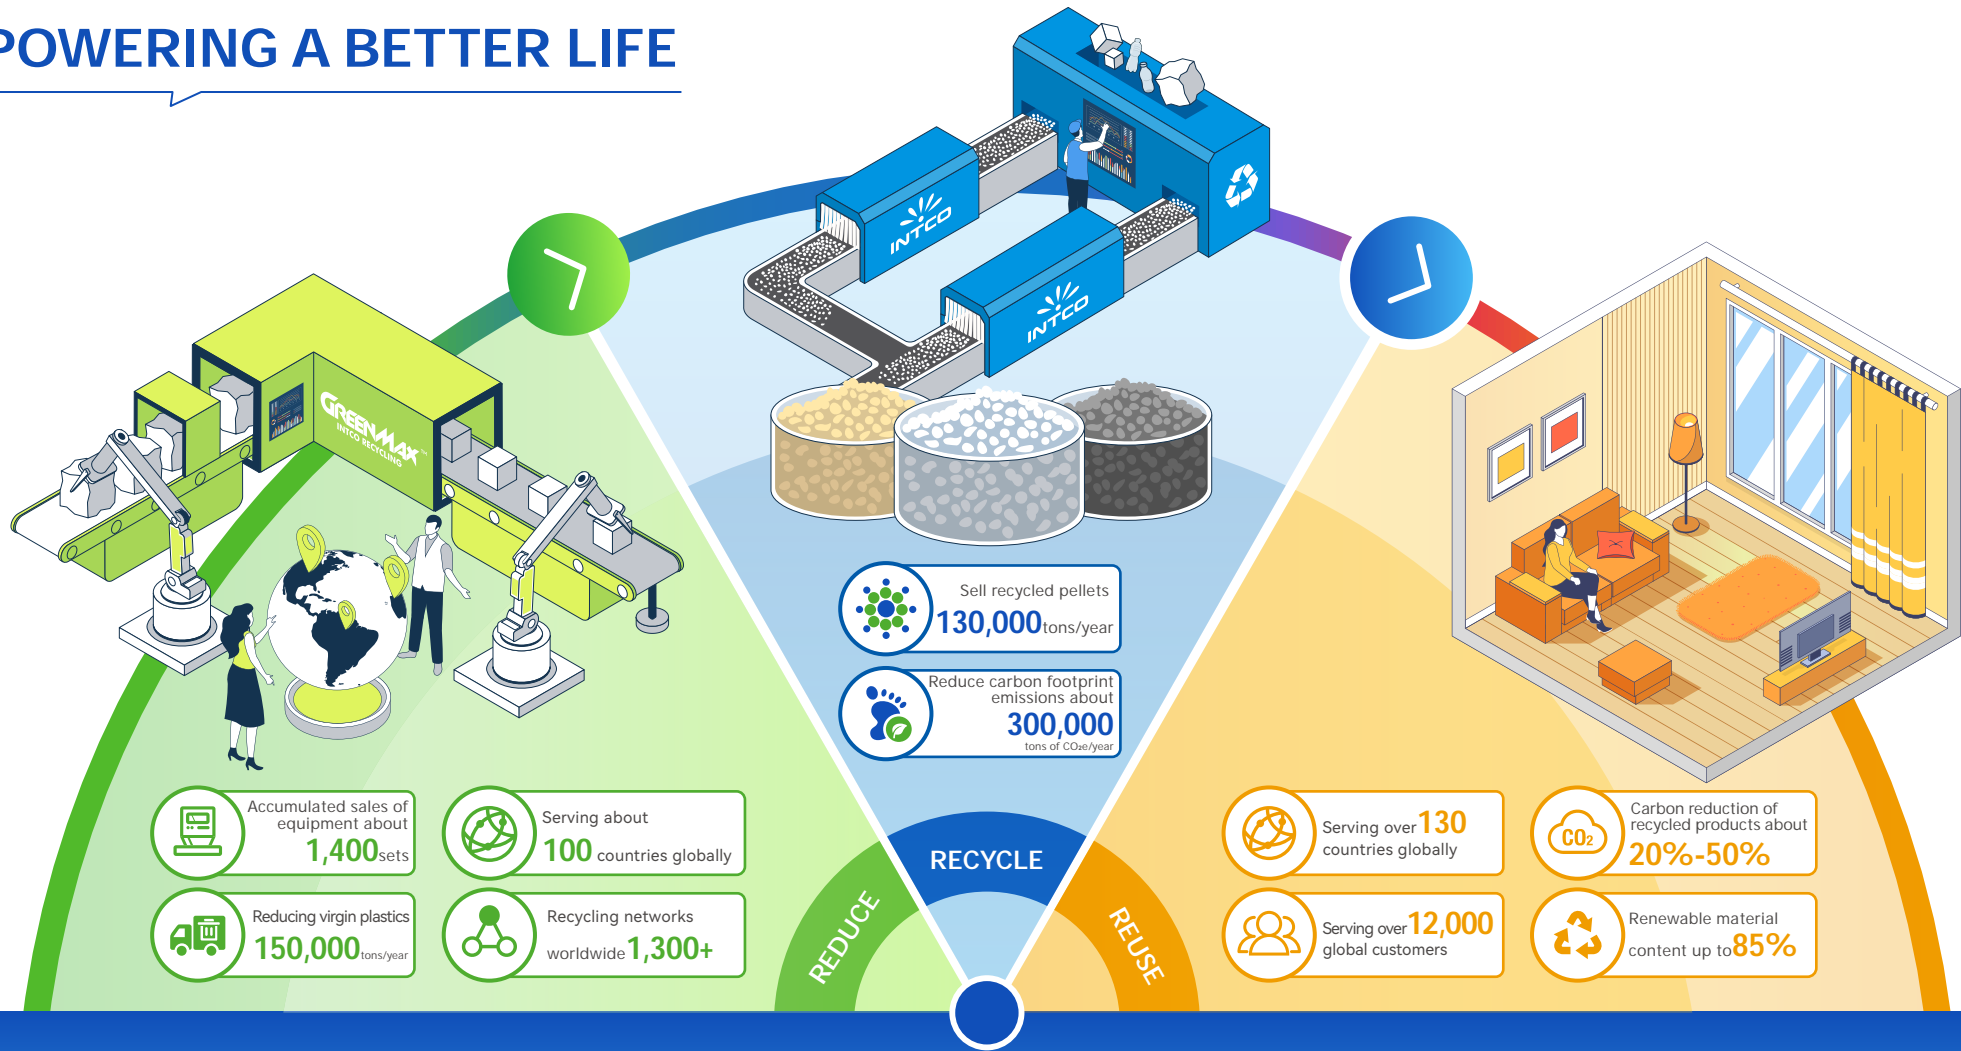 POWERING A BETTER LIFE
INTCO
INTCO
GREENMAX™
INTCO RECYCLING
Sell recycled pellets
130,000tons/year
Reduce carbon footprint
emissions about
300,000
tons of CO₂e/year
Accumulated sales of
equipment about
1,400sets
Serving about
100 countries globally
Reducing virgin plastics
150,000tons/year
Recycling networks
worldwide 1,300+
REDUCE
RECYCLE
REUSE
Serving over 130
countries globally
CO₂
Carbon reduction of
recycled products about
20%-50%
Serving over 12,000
global customers
Renewable material
content up to 85%